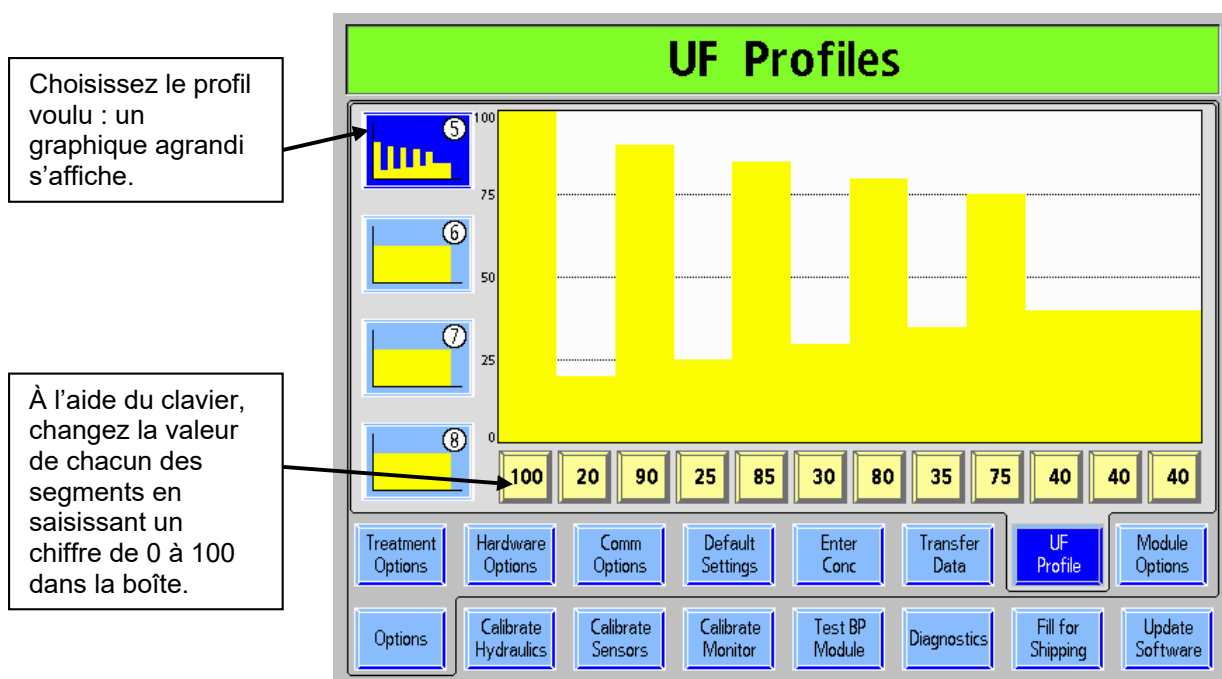 UF Profiles
Choisissez le profil
voulu : un
graphique agrandi
s’affiche.
5
100
75
6
50
7
25
À l’aide du clavier,
changez la valeur
de chacun des
segments en
saisissant un
chiffre de 0 à 100
dans la boîte.
8
0
100 20 90 25 85 30 80 35 75 40 40 40
Treatment Options
Hardware Options
Comm Options
Default Settings
Enter Conc
Transfer Data
UF Profile
Module Options
Options
Calibrate Hydraulics
Calibrate Sensors
Calibrate Monitor
Test BP Module
Diagnostics
Fill for Shipping
Update Software